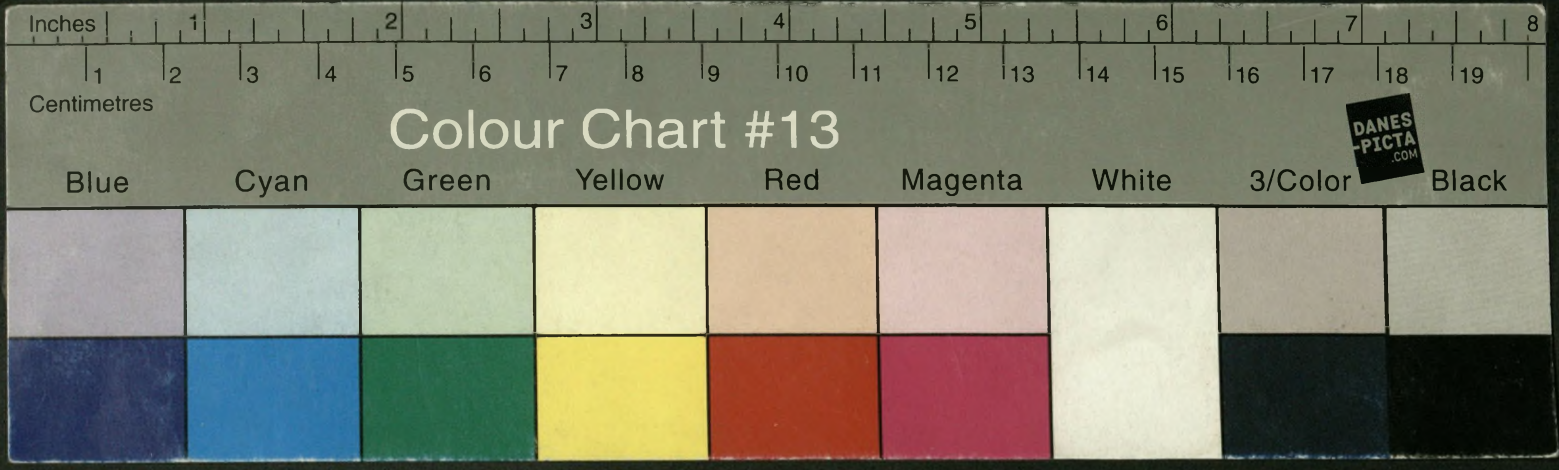 Inches 1 2 3 4 5 6 7 8
1 2 3 4 5 6 7 8 9 10 11 12 13 14 15 16 17 18 19
Centimetres
Colour Chart #13
DANES
-PICTA
.COM
Blue Cyan Green Yellow Red Magenta White 3/Color Black